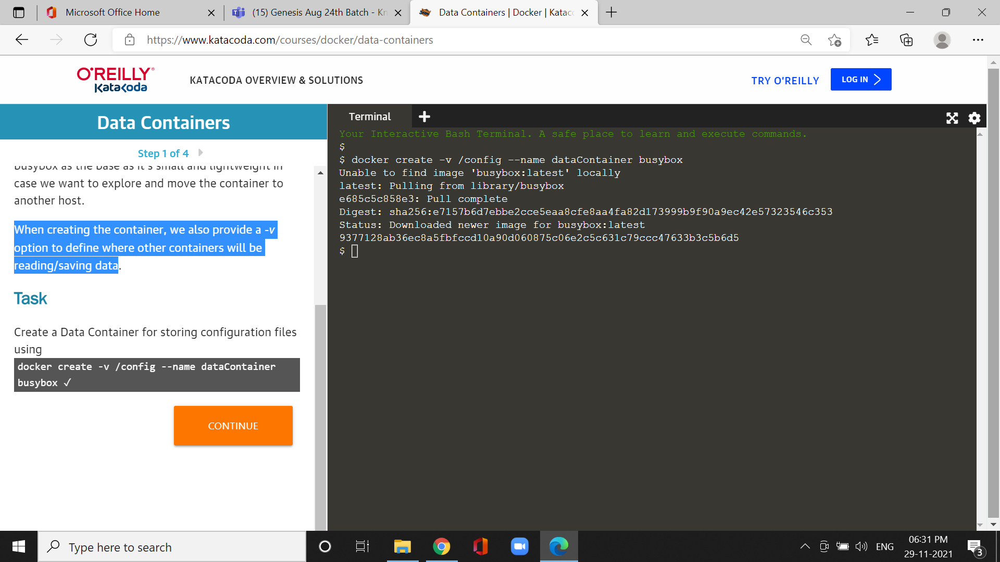 Microsoft Office Home
(15) Genesis Aug 24th Batch - Kn
Data Containers | Docker | Kataco
https://www.katacoda.com/courses/docker/data-containers
O'REILLY®
Katacoda
KATACODA OVERVIEW & SOLUTIONS
TRY O'REILLY
LOG IN
Data Containers
Step 1 of 4
busybox as the base as it's small and lightweight in
case we want to explore and move the container to
another host.
When creating the container, we also provide a -v
option to define where other containers will be
reading/saving data.
Task
Create a Data Container for storing configuration files
using
docker create -v /config --name dataContainer
busybox ✓
CONTINUE
Terminal
Your Interactive Bash Terminal. A safe place to learn and execute commands.
$
$ docker create -v /config --name dataContainer busybox
Unable to find image 'busybox:latest' locally
latest: Pulling from library/busybox
e685c5c858e3: Pull complete
Digest: sha256:e7157b6d7ebbe2cce5eaa8cfe8aa4fa82d173999b9f90a9ec42e57323546c353
Status: Downloaded newer image for busybox:latest
9377128ab36ec8a5fbfccd10a90d060875c06e2c5c631c79ccc47633b3c5b6d5
$
Type here to search
ENG
06:31 PM
29-11-2021
3